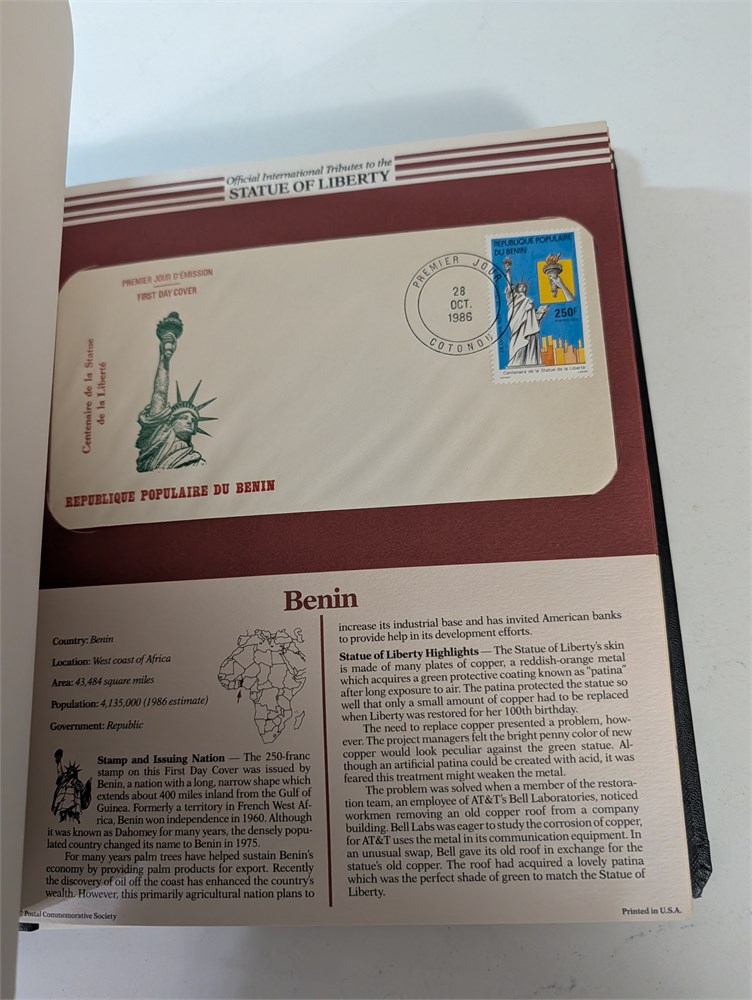 Official International Tributes to the
STATUE OF LIBERTY
PREMIER JOUR D'ÉMISSION
FIRST DAY COVER
Centenaire de la Statue
de la Liberté
REPUBLIQUE POPULAIRE DU BENIN
PREMIER JOUR
28
OCT.
1986
COTONOU
REPUBLIQUE POPULAIRE
DU BENIN
250F
Centenaire de la Statue de la Liberté
Benin
Country: Benin
Location: West coast of Africa
Area: 43,484 square miles
Population: 4,135,000 (1986 estimate)
Government: Republic
Stamp and Issuing Nation — The 250-franc
stamp on this First Day Cover was issued by
Benin, a nation with a long, narrow shape which
extends about 400 miles inland from the Gulf of
Guinea. Formerly a territory in French West Af-
rica, Benin won independence in 1960. Although
it was known as Dahomey for many years, the densely popu-
lated country changed its name to Benin in 1975.
For many years palm trees have helped sustain Benin's
economy by providing palm products for export. Recently
the discovery of oil off the coast has enhanced the country's
wealth. However, this primarily agricultural nation plans to
increase its industrial base and has invited American banks
to provide help in its development efforts.
Statue of Liberty Highlights — The Statue of Liberty's skin
is made of many plates of copper, a reddish-orange metal
which acquires a green protective coating known as "patina"
after long exposure to air. The patina protected the statue so
well that only a small amount of copper had to be replaced
when Liberty was restored for her 100th birthday.
The need to replace copper presented a problem, how-
ever. The project managers felt the bright penny color of new
copper would look peculiar against the green statue. Al-
though an artificial patina could be created with acid, it was
feared this treatment might weaken the metal.
The problem was solved when a member of the restora-
tion team, an employee of AT&T's Bell Laboratories, noticed
workmen removing an old copper roof from a company
building. Bell Labs was eager to study the corrosion of copper,
for AT&T uses the metal in its communication equipment. In
an unusual swap, Bell gave its old roof in exchange for the
statue's old copper. The roof had acquired a lovely patina
which was the perfect shade of green to match the Statue of
Liberty.
Postal Commemorative Society
Printed in U.S.A.